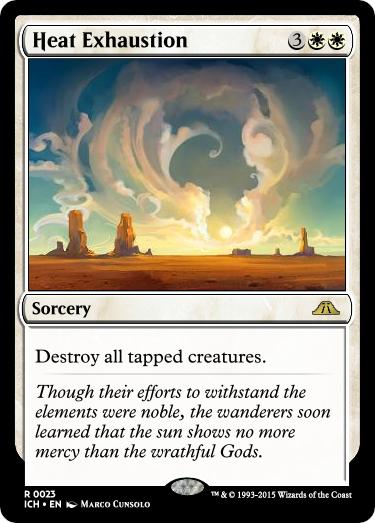 Heat Exhaustion 3
Sorcery
Destroy all tapped creatures.
Though their efforts to withstand the
elements were noble, the wanderers soon
learned that the sun shows no more
mercy than the wrathful Gods.
R 0023
ICH • EN Marco Cunsolo
™ & © 1993-2015 Wizards of the Coast